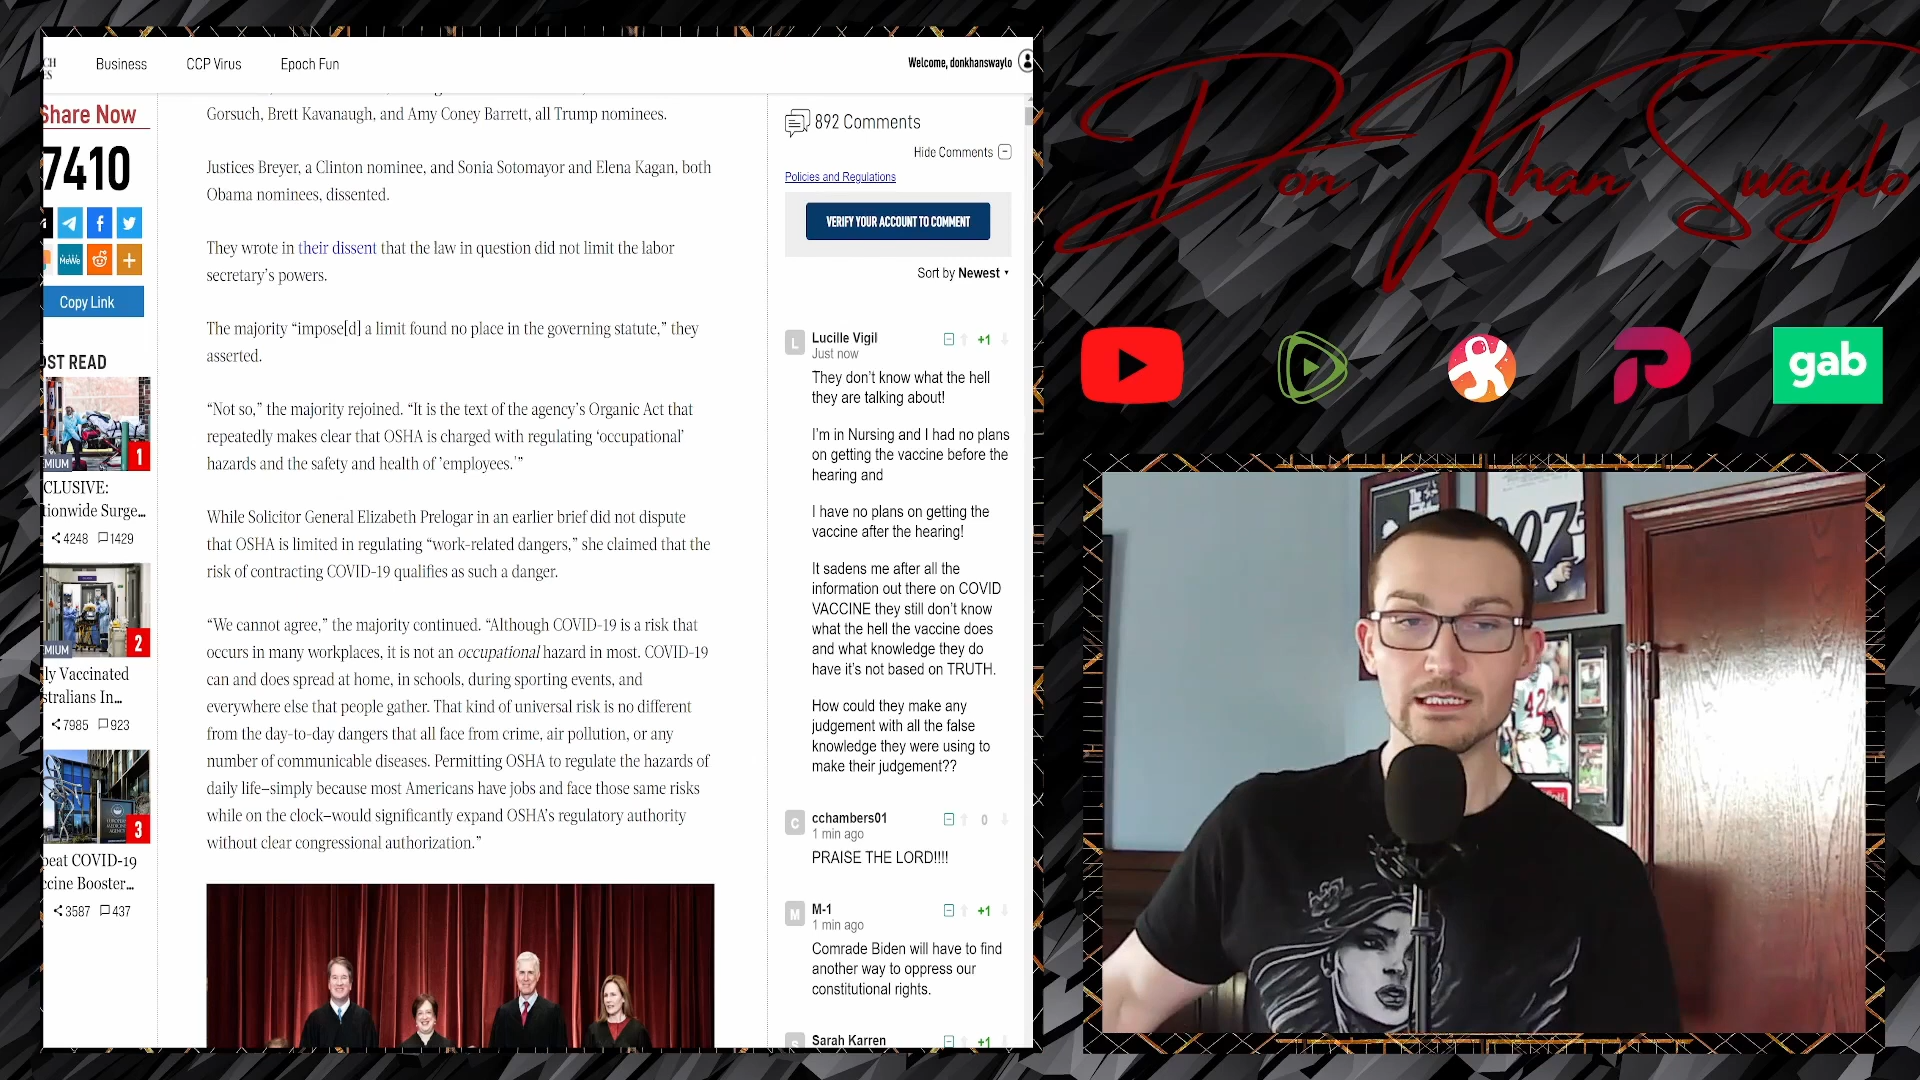 CH
ES
Business
CCP Virus
Epoch Fun
Welcome, donkhanswaylo
Share Now
7410
MeWe
Copy Link
OST READ
EMIUM
1
CLUSIVE:
tionwide Surge...
4248
1429
EMIUM
2
ly Vaccinated
stralians In...
7985
923
3
peat COVID-19
ccine Booster...
3587
437
Gorsuch, Brett Kavanaugh, and Amy Coney Barrett, all Trump nominees.
Justices Breyer, a Clinton nominee, and Sonia Sotomayor and Elena Kagan, both
Obama nominees, dissented.
They wrote in their dissent that the law in question did not limit the labor
secretary’s powers.
The majority “impose[d] a limit found no place in the governing statute,” they
asserted.
“Not so,” the majority rejoined. “It is the text of the agency’s Organic Act that
repeatedly makes clear that OSHA is charged with regulating ‘occupational’
hazards and the safety and health of ’employees.’”
While Solicitor General Elizabeth Prelogar in an earlier brief did not dispute
that OSHA is limited in regulating “work-related dangers,” she claimed that the
risk of contracting COVID-19 qualifies as such a danger.
“We cannot agree,” the majority continued. “Although COVID-19 is a risk that
occurs in many workplaces, it is not an occupational hazard in most. COVID-19
can and does spread at home, in schools, during sporting events, and
everywhere else that people gather. That kind of universal risk is no different
from the day-to-day dangers that all face from crime, air pollution, or any
number of communicable diseases. Permitting OSHA to regulate the hazards of
daily life–simply because most Americans have jobs and face those same risks
while on the clock–would significantly expand OSHA’s regulatory authority
without clear congressional authorization.”
892 Comments
Hide Comments
Policies and Regulations
VERIFY YOUR ACCOUNT TO COMMENT
Sort by Newest
L
Lucille Vigil
+1
Just now
They don’t know what the hell
they are talking about!
I’m in Nursing and I had no plans
on getting the vaccine before the
hearing and
I have no plans on getting the
vaccine after the hearing!
It sadens me after all the
information out there on COVID
VACCINE they still don’t know
what the hell the vaccine does
and what knowledge they do
have it’s not based on TRUTH.
How could they make any
judgement with all the false
knowledge they were using to
make their judgement??
C
cchambers01
0
1 min ago
PRAISE THE LORD!!!!
M
M-1
+1
1 min ago
Comrade Biden will have to find
another way to oppress our
constitutional rights.
S
Sarah Karren
+1
Don Khan Swaylo
gab
007
42